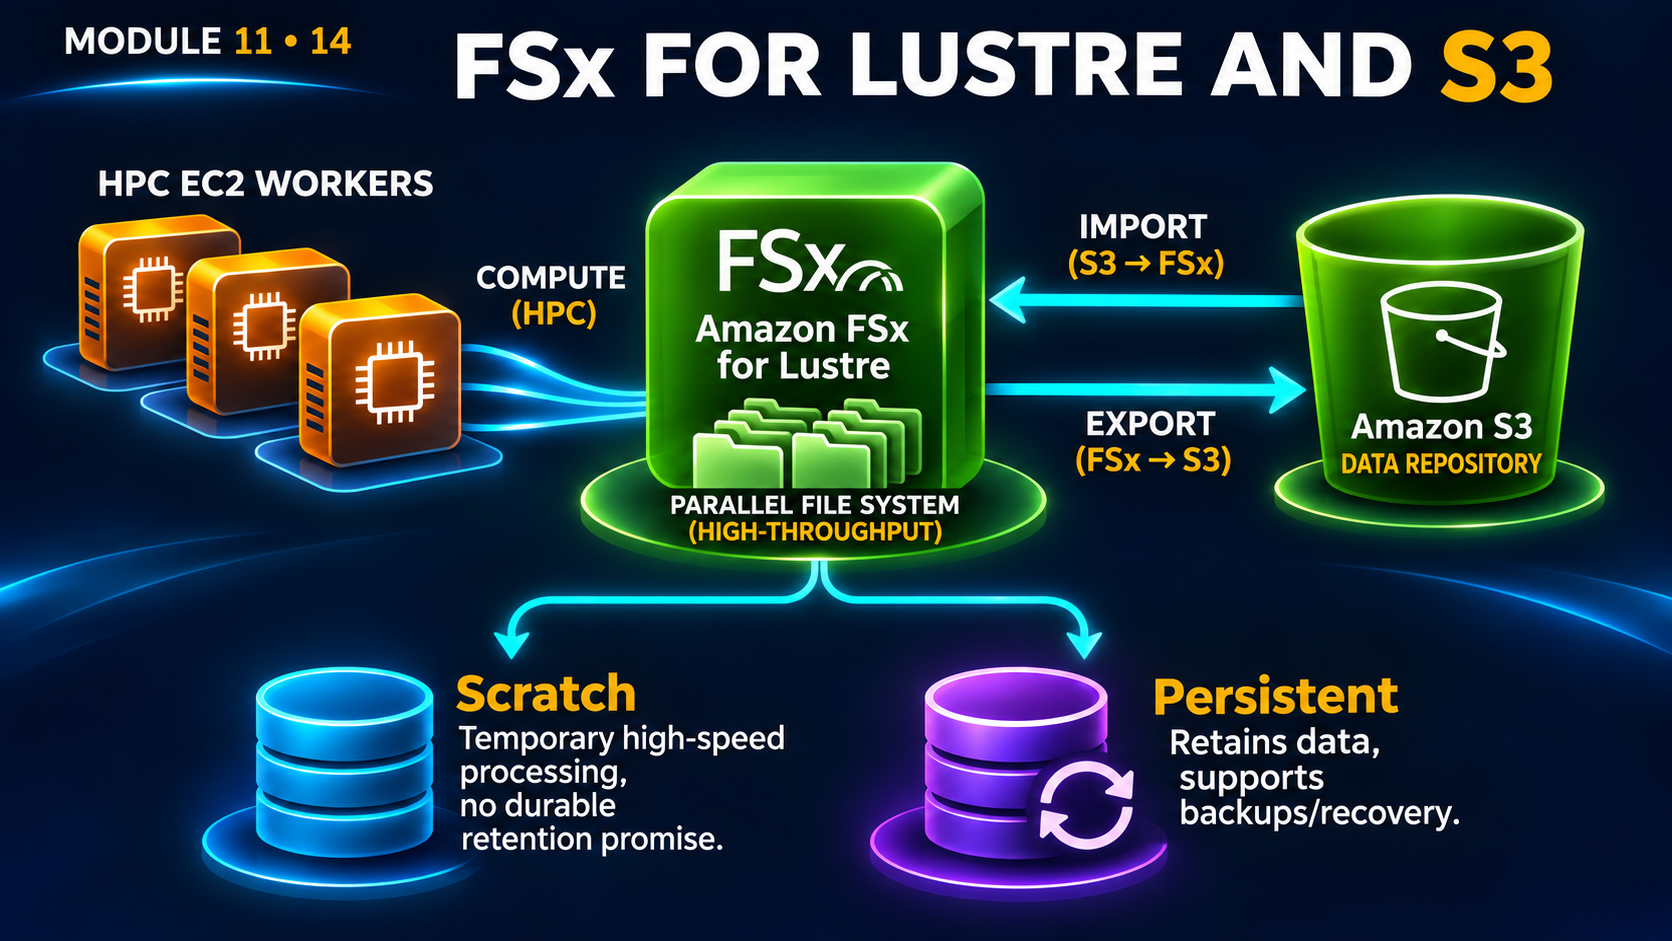 MODULE 11 • 14
FSx FOR LUSTRE AND S3
HPC EC2 WORKERS
COMPUTE
(HPC)
FSx
Amazon FSx
for Lustre
PARALLEL FILE SYSTEM
(HIGH-THROUGHPUT)
IMPORT
(S3 → FSx)
EXPORT
(FSx → S3)
Amazon S3
DATA REPOSITORY
Scratch
Temporary high-speed
processing,
no durable
retention promise.
Persistent
Retains data,
supports
backups/recovery.